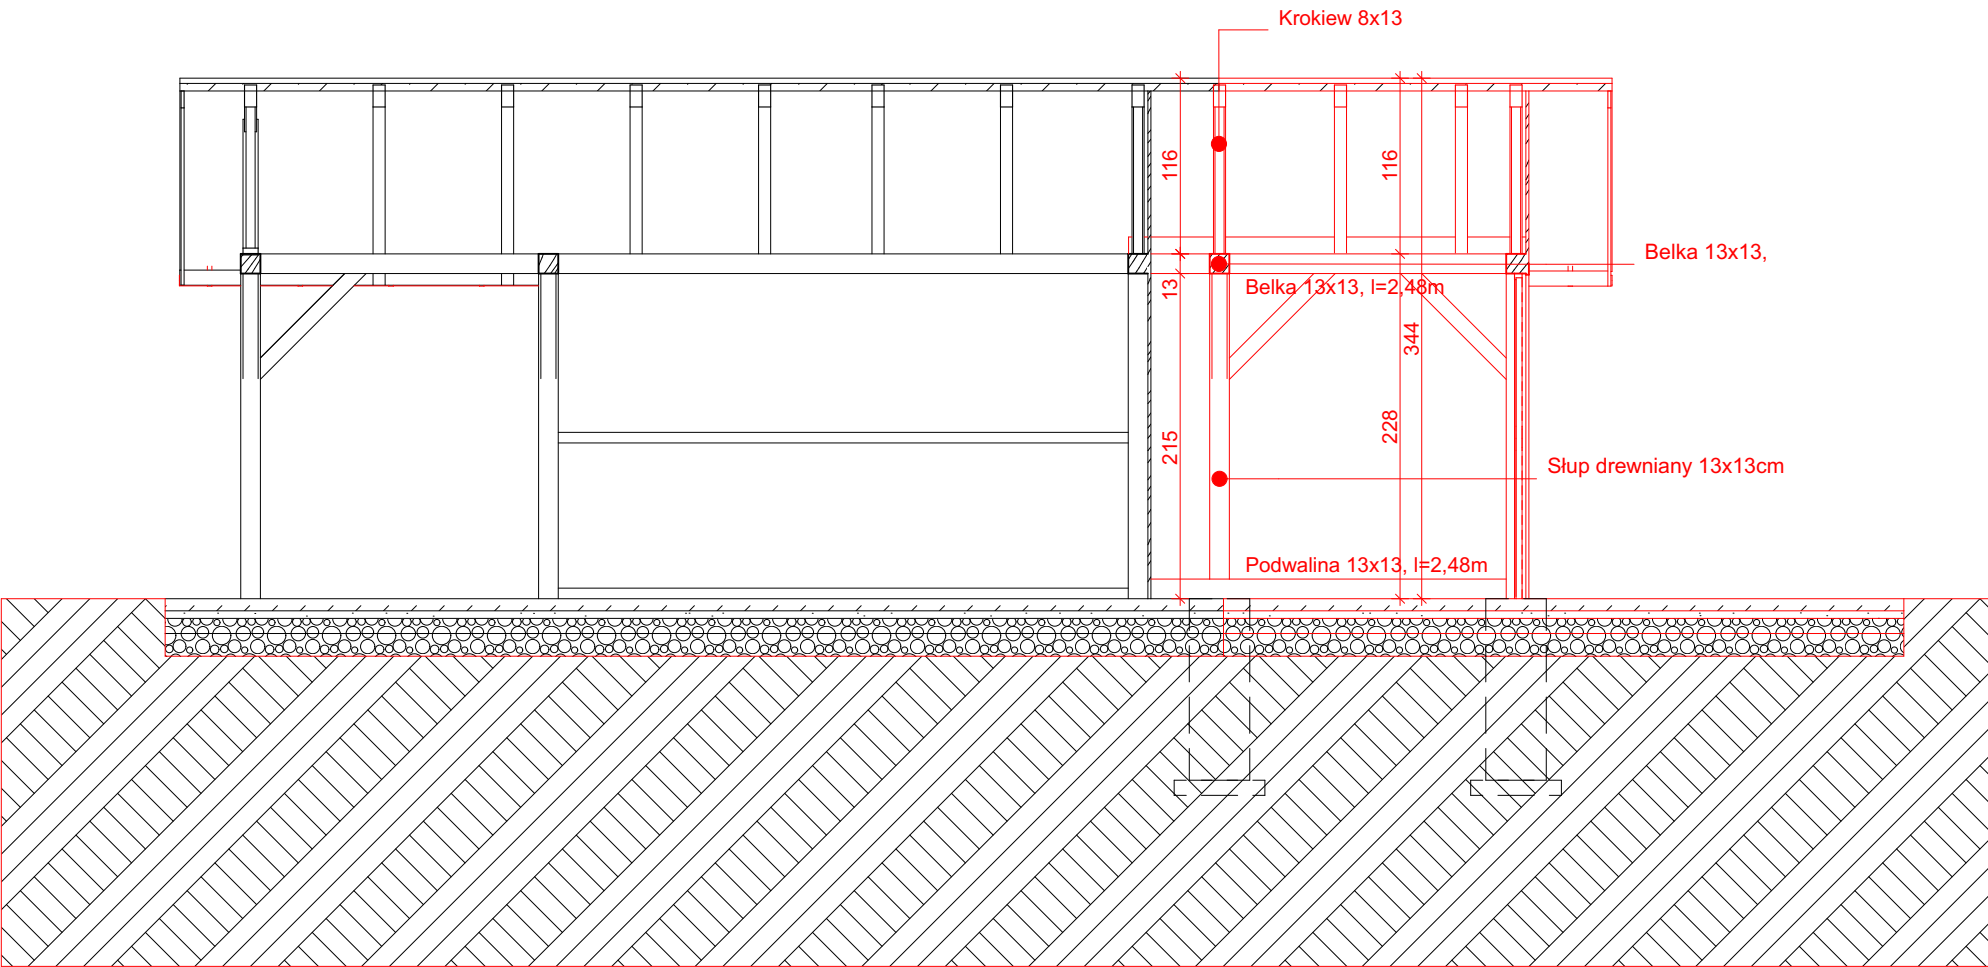 Krokiew 8x13
116
116
Belka 13x13,
13
Belka 13x13, l=2,48m
344
228
215
Słup drewniany 13x13cm
Podwalina 13x13, l=2,48m